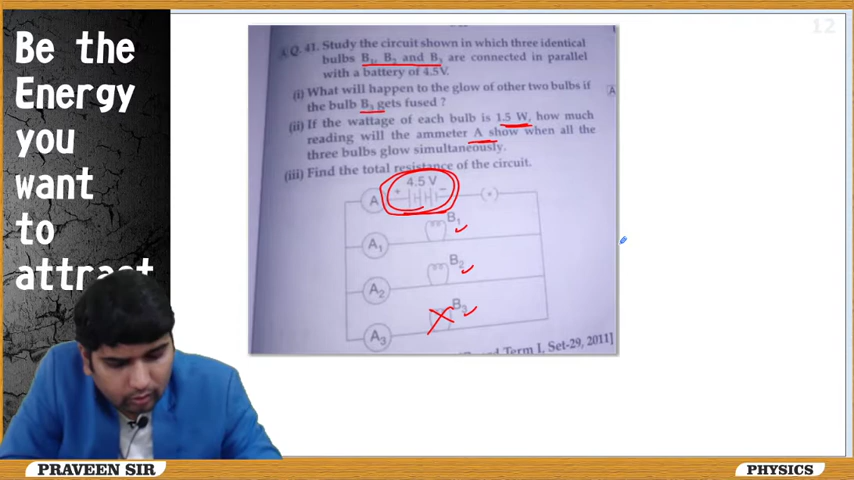 12
Be the
Energy
you
want
to
attract
Q. 41. Study the circuit shown in which three identical
bulbs B1, B2 and B3 are connected in parallel
with a battery of 4.5V.
(i) What will happen to the glow of other two bulbs if
the bulb B3 gets fused ?
(ii) If the wattage of each bulb is 1.5 W, how much
reading will the ammeter A show when all the
three bulbs glow simultaneously.
(iii) Find the total resistance of the circuit.
A
4.5 V
+ −
A
B1
A1
B2
A2
B3
A3
Term I, Set-29, 2011]
PRAVEEN SIR
PHYSICS